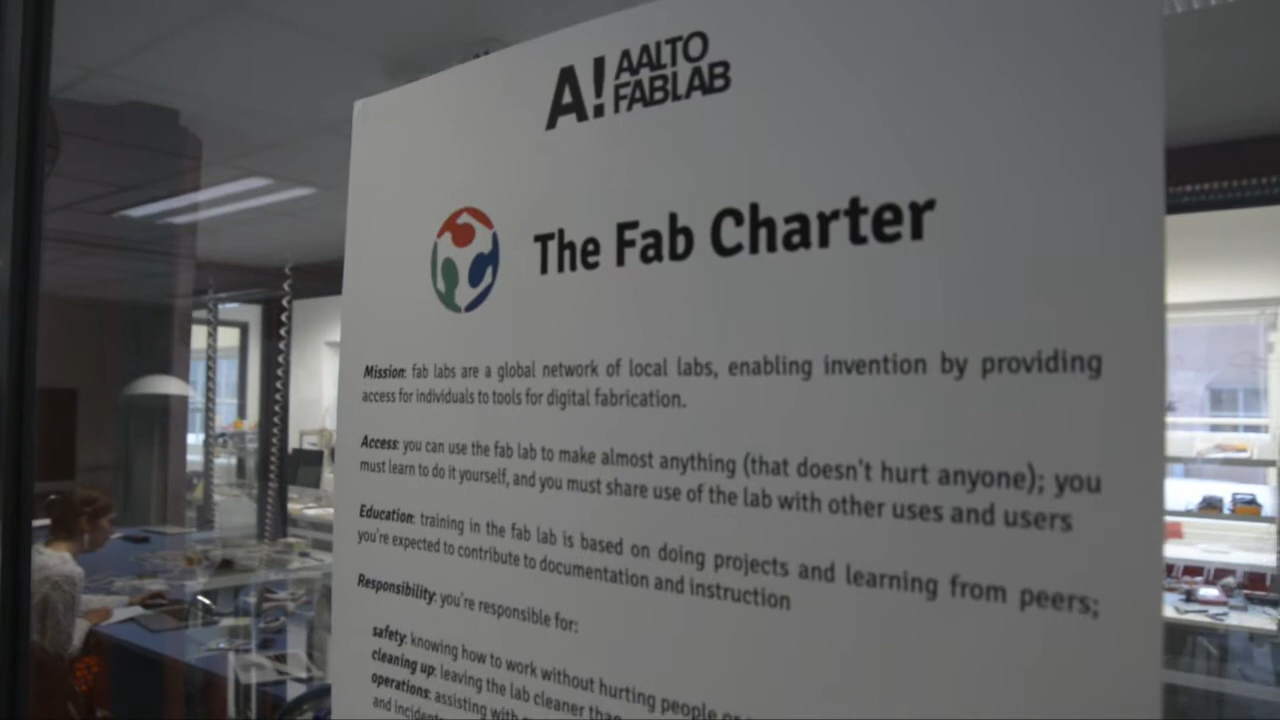 A! AALTO
FABLAB
The Fab Charter
Mission: fab labs are a global network of local labs, enabling invention by providing
access for individuals to tools for digital fabrication.
Access: you can use the fab lab to make almost anything (that doesn't hurt anyone); you
must learn to do it yourself, and you must share use of the lab with other uses and users
Education: training in the fab lab is based on doing projects and learning from peers;
you're expected to contribute to documentation and instruction
Responsibility: you're responsible for:
safety: knowing how to work without hurting people or
cleaning up: leaving the lab cleaner than
operations: assisting with
and